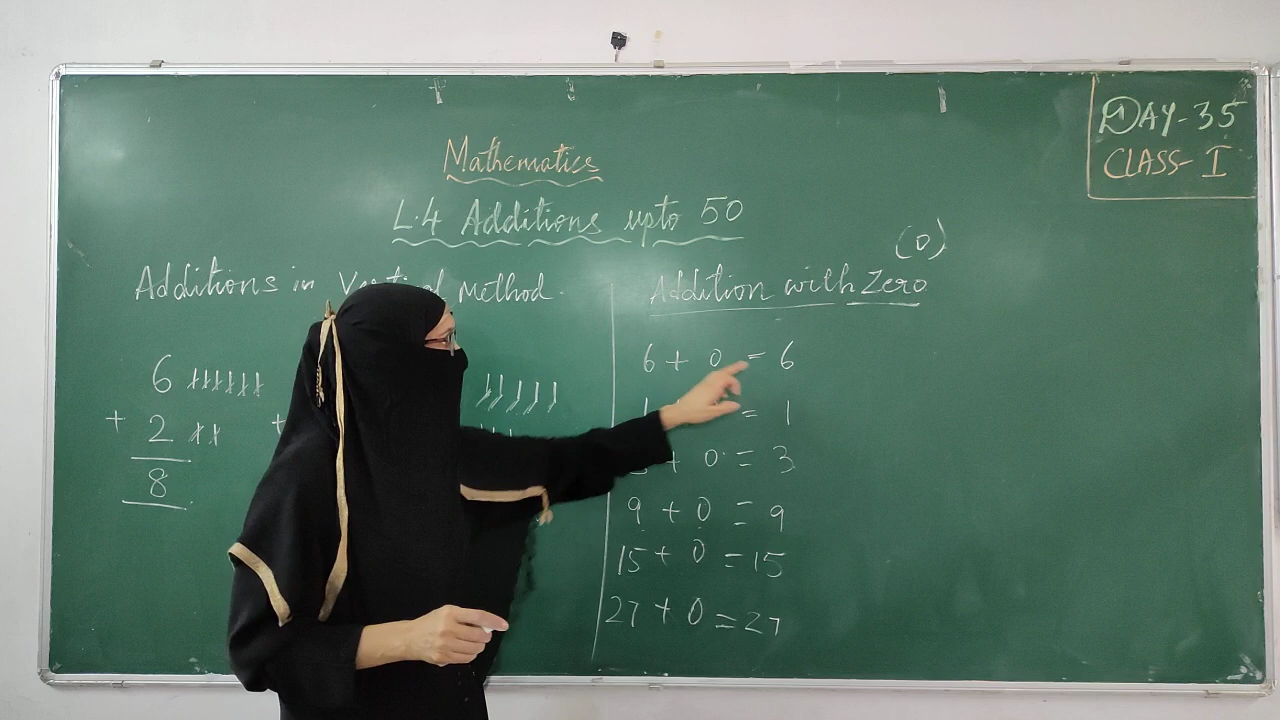 DAY-35
CLASS-I
Mathematics
L.4 Additions upto 50
Additions in Method.
6
+ 2
8
+
(0)
Addition with Zero
6 + 0 = 6
= 1
+ 0 = 3
9 + 0 = 9
15 + 0 = 15
27 + 0 = 27